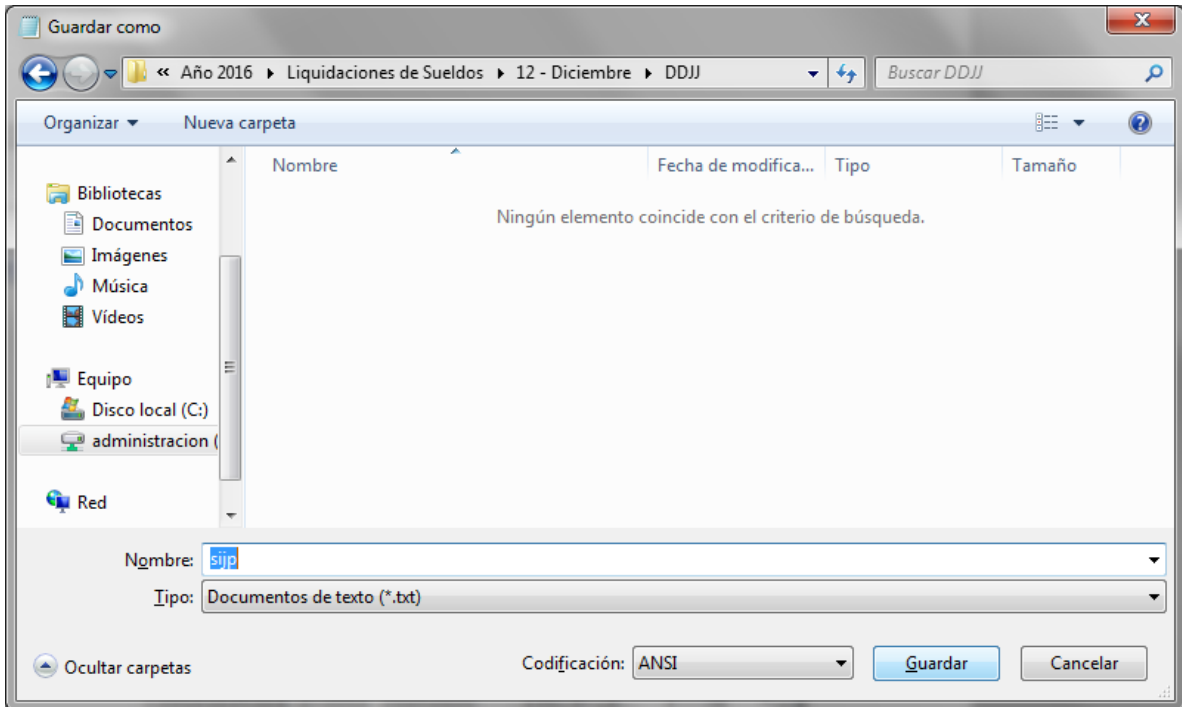 Guardar como
« Año 2016 ▸ Liquidaciones de Sueldos ▸ 12 - Diciembre ▸ DDJJ
Buscar DDJJ
Organizar
Nueva carpeta
Nombre
Fecha de modifica...
Tipo
Tamaño
Ningún elemento coincide con el criterio de búsqueda.
Bibliotecas
Documentos
Imágenes
Música
Vídeos
Equipo
Disco local (C:)
administracion (
Red
Nombre: sijp
Tipo: Documentos de texto (*.txt)
Ocultar carpetas
Codificación: ANSI
Guardar
Cancelar